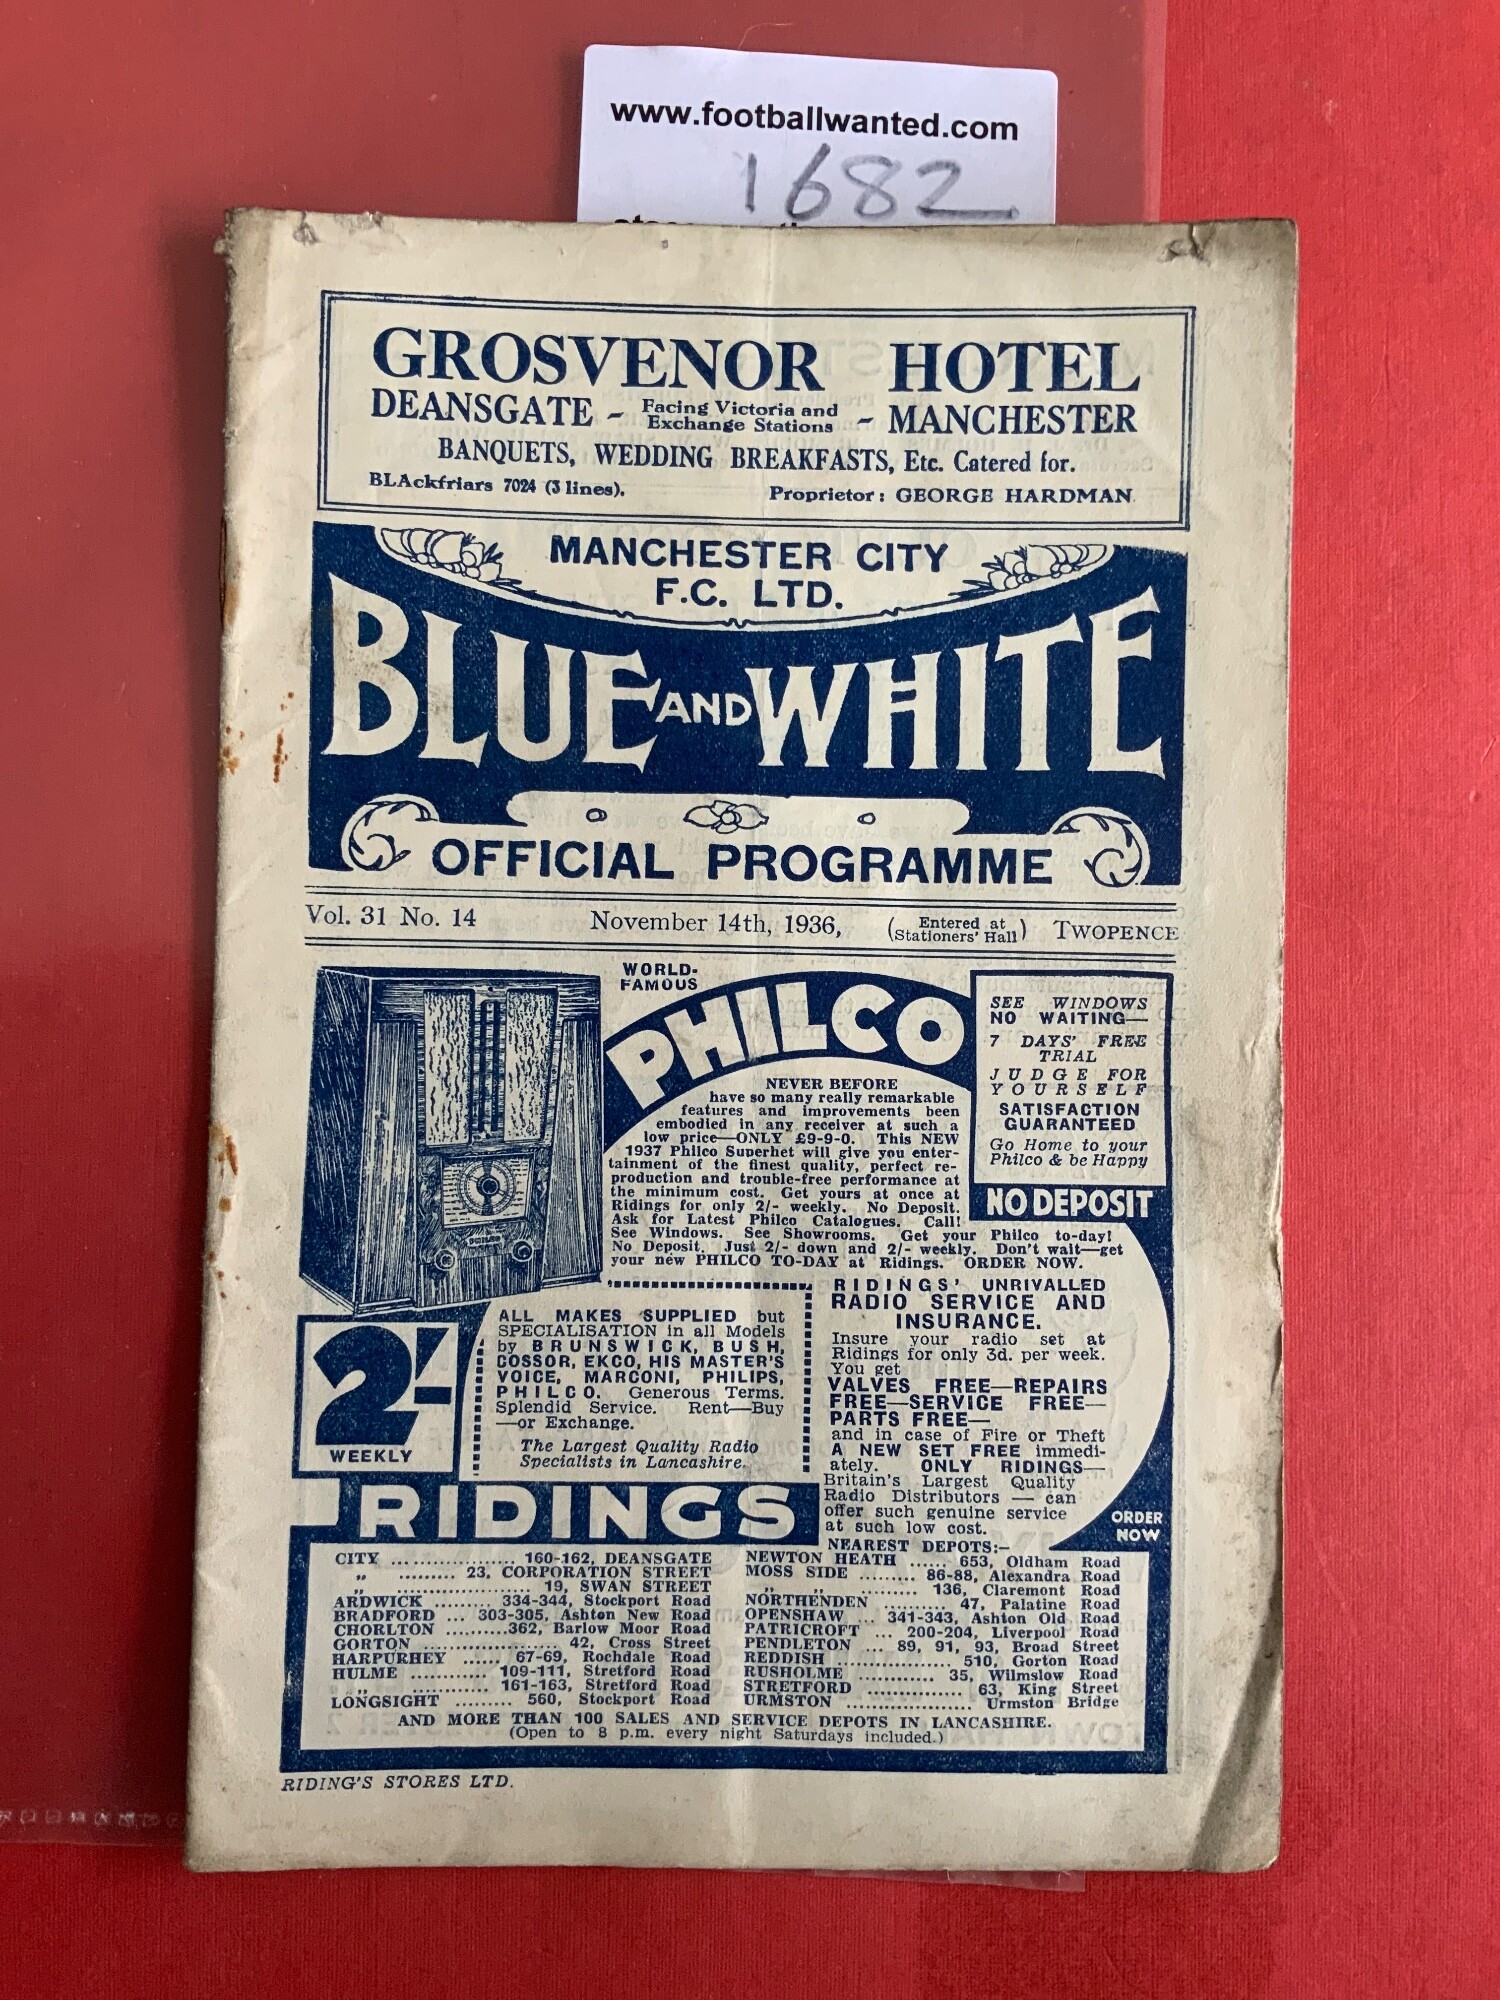 www.footballwanted.com
1682
GROSVENOR HOTEL
DEANSGATE - Facing Victoria and Exchange Stations - MANCHESTER
BANQUETS, WEDDING BREAKFASTS, Etc. Catered for.
BLAckfriars 7024 (3 lines). Proprietor: GEORGE HARDMAN
MANCHESTER CITY
F.C. LTD.
BLUE AND WHITE
OFFICIAL PROGRAMME
Vol. 31 No. 14 November 14th, 1936, (Entered at Stationers' Hall) TWOPENCE
WORLD-
FAMOUS
PHILCO
NEVER BEFORE
have so many really remarkable
features and improvements been
embodied in any receiver at such a
low price—ONLY £9-9-0. This NEW
1937 Philco Superhet will give you enter-
tainment of the finest quality, perfect re-
production and trouble-free performance at
the minimum cost. Get yours at once at
Ridings for only 2/- weekly. No Deposit.
Ask for Latest Philco Catalogues. Call!
See Windows. See Showrooms. Get your Philco to-day!
No Deposit. Just 2/- down and 2/- weekly. Don't wait—get
your new PHILCO TO-DAY at Ridings. ORDER NOW.
SEE WINDOWS
NO WAITING—
7 DAYS' FREE
TRIAL
JUDGE FOR
YOURSELF
SATISFACTION
GUARANTEED
Go Home to your
Philco & be Happy
NO DEPOSIT
PHILCO
2/-
WEEKLY
ALL MAKES SUPPLIED but
SPECIALISATION in all Models
by BRUNSWICK, BUSH,
COSSOR, EKCO, HIS MASTER'S
VOICE, MARCONI, PHILIPS,
PHILCO. Generous Terms.
Splendid Service. Rent—Buy
—or Exchange.
The Largest Quality Radio
Specialists in Lancashire.
RIDINGS' UNRIVALLED
RADIO SERVICE AND
INSURANCE.
Insure your radio set at
Ridings for only 3d. per week.
You get
VALVES FREE—REPAIRS
FREE—SERVICE FREE—
PARTS FREE—
and in case of Fire or Theft
A NEW SET FREE immedi-
ately. ONLY RIDINGS—
Britain's Largest Quality
Radio Distributors — can
offer such genuine service
at such low cost.
ORDER
NOW
RIDINGS
NEAREST DEPOTS:-
CITY ... ............... 160-162, DEANSGATE
„ ......... 23, CORPORATION STREET
„ ..................... 19, SWAN STREET
ARDWICK ......... 334-344, Stockport Road
BRADFORD ... 303-305, Ashton New Road
CHORLTON ..........362, Barlow Moor Road
GORTON ..................... 42, Cross Street
HARPURHEY ...... 67-69, Rochdale Road
HULME ............ 109-111, Stretford Road
„ ............ 161-163, Stretford Road
LONGSIGHT ......... 560, Stockport Road
NEWTON HEATH ...... 653, Oldham Road
MOSS SIDE ......... 86-88, Alexandra Road
„ „ ......... 136, Claremont Road
NORTHENDEN .......... 47, Palatine Road
OPENSHAW ... 341-343, Ashton Old Road
PATRICROFT ... 200-204, Liverpool Road
PENDLETON ... 89, 91, 93, Broad Street
REDDISH .................. 510, Gorton Road
RUSHOLME ............ 35, Wilmslow Road
STRETFORD ............... 63, King Street
URMSTON .................... Urmston Bridge
AND MORE THAN 100 SALES AND SERVICE DEPOTS IN LANCASHIRE.
(Open to 8 p.m. every night Saturdays included.)
RIDING'S STORES LTD.